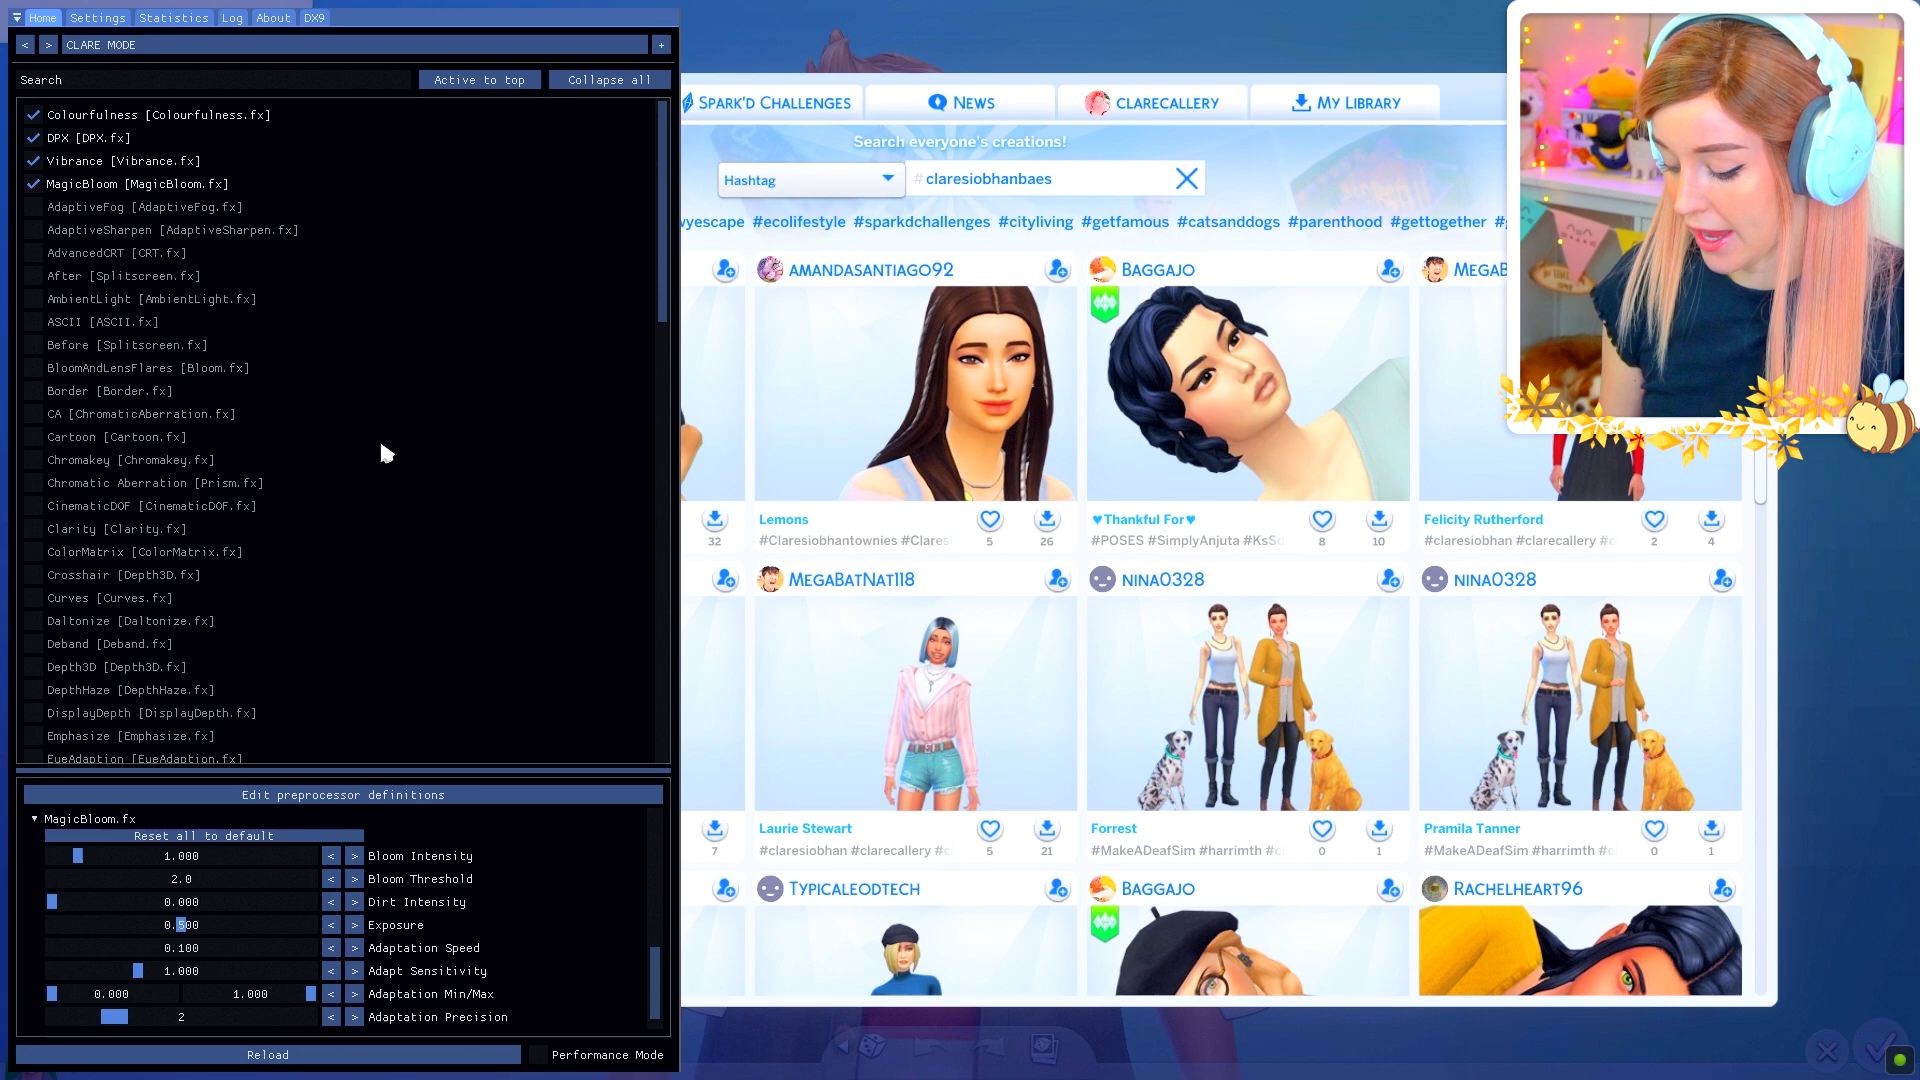 Home Settings Statistics Log About DX9
< > CLARE MODE +
Search Active to top Collapse all
Colourfulness [Colourfulness.fx]
DPX [DPX.fx]
Vibrance [Vibrance.fx]
MagicBloom [MagicBloom.fx]
AdaptiveFog [AdaptiveFog.fx]
AdaptiveSharpen [AdaptiveSharpen.fx]
AdvancedCRT [CRT.fx]
After [Splitscreen.fx]
AmbientLight [AmbientLight.fx]
ASCII [ASCII.fx]
Before [Splitscreen.fx]
BloomAndLensFlares [Bloom.fx]
Border [Border.fx]
CA [ChromaticAberration.fx]
Cartoon [Cartoon.fx]
Chromakey [Chromakey.fx]
Chromatic Aberration [Prism.fx]
CinematicDOF [CinematicDOF.fx]
Clarity [Clarity.fx]
ColorMatrix [ColorMatrix.fx]
Crosshair [Depth3D.fx]
Curves [Curves.fx]
Daltonize [Daltonize.fx]
Deband [Deband.fx]
Depth3D [Depth3D.fx]
DepthHaze [DepthHaze.fx]
DisplayDepth [DisplayDepth.fx]
Emphasize [Emphasize.fx]
EyeAdaption [EyeAdaption.fx]
Edit preprocessor definitions
MagicBloom.fx
Reset all to default
1.000 < > Bloom Intensity
2.0 < > Bloom Threshold
0.000 < > Dirt Intensity
0.500 < > Exposure
0.100 < > Adaptation Speed
1.000 < > Adapt Sensitivity
0.000 1.000 < > Adaptation Min/Max
2 < > Adaptation Precision
Reload Performance Mode
SPARK'D CHALLENGES NEWS CLARECALLERY MY LIBRARY
Search everyone's creations!
Hashtag # claresiobhanbaes
vyescape #ecolifestyle #sparkdchallenges #cityliving #getfamous #catsanddogs #parenthood #gettogether #
AMANDASANTIAGO92 BAGGAJO MEGAB
Lemons ♥Thankful For♥ Felicity Rutherford
32 #Claresiobhantownies #Clares 5 26 #POSES #SimplyAnjuta #KsSd 8 10 #claresiobhan #clarecallery #c 2 4
MEGABATNAT118 NINA0328 NINA0328
Laurie Stewart Forrest Pramila Tanner
7 #claresiobhan #clarecallery #c 5 21 #MakeADeafSim #harrimth #c 0 1 #MakeADeafSim #harrimth #c 0 1
TYPICALEODTECH BAGGAJO RACHELHEART96